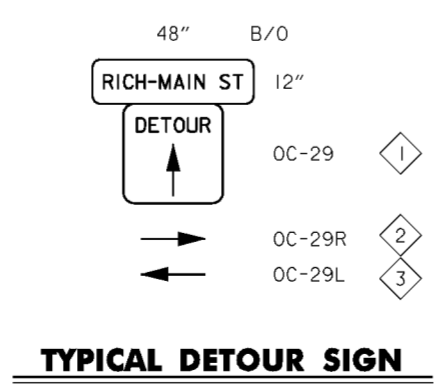 48" B/O
RICH-MAIN ST 12"
DETOUR
OC-29 1
OC-29R 2
OC-29L 3
TYPICAL DETOUR SIGN